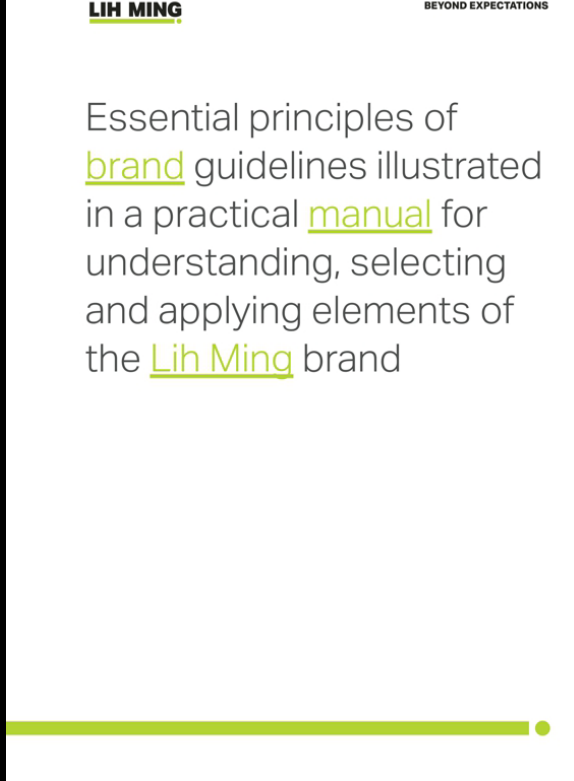 LIH MING
BEYOND EXPECTATIONS
Essential principles of
brand guidelines illustrated
in a practical manual for
understanding, selecting
and applying elements of
the Lih Ming brand